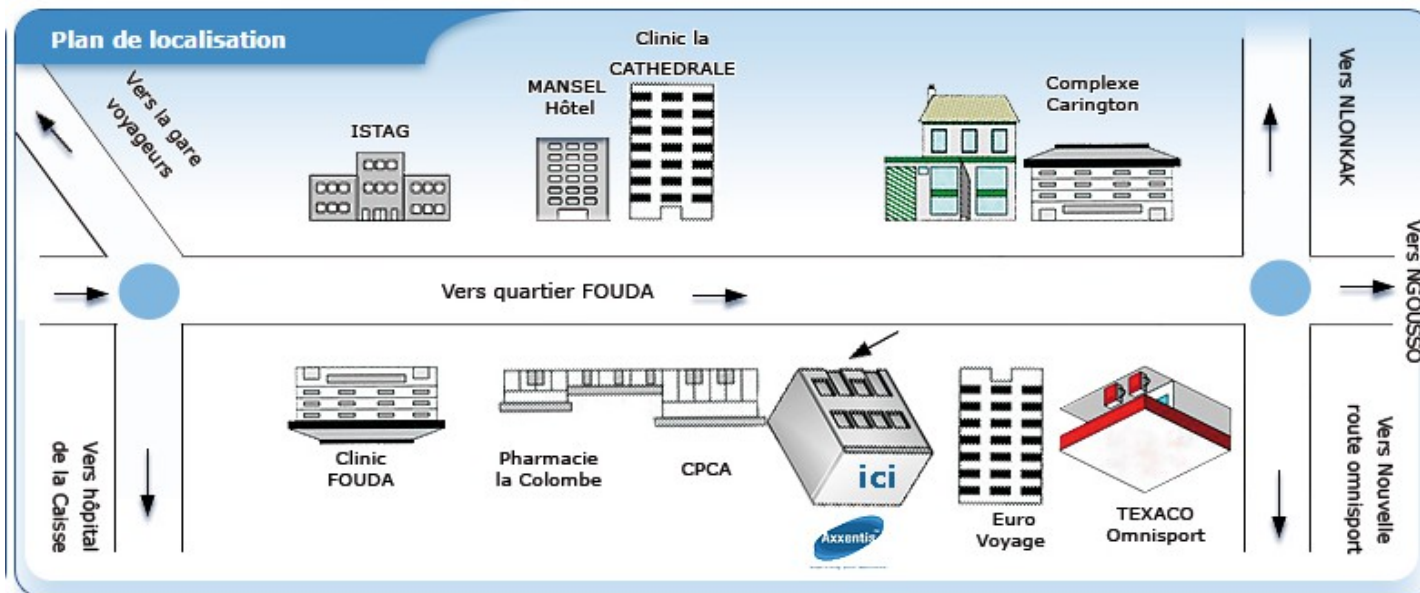 Plan de localisation
Vers la gare
voyageurs
ISTAG
MANSEL
Hôtel
Clinic la
CATHEDRALE
Complexe
Carington
Vers NLONKAK
Vers quartier FOUDA
Vers NGOUSSO
Vers hôpital
de la Caisse
Clinic
FOUDA
Pharmacie
la Colombe
CPCA
ici
Axxentis
Euro
Voyage
TEXACO
Omnisport
Vers Nouvelle
route omnisport